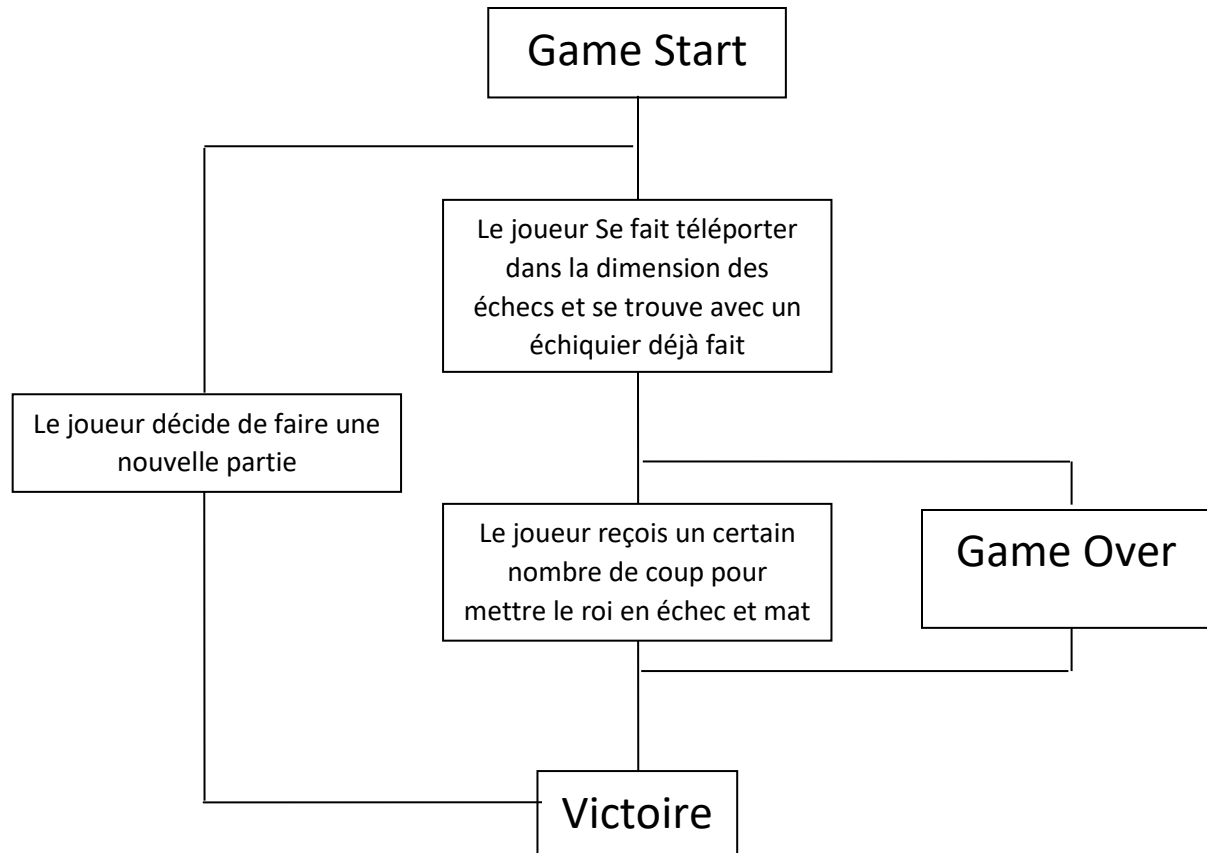 Game Start
Le joueur Se fait téléporter
dans la dimension des
échecs et se trouve avec un
échiquier déjà fait
Le joueur décide de faire une
nouvelle partie
Le joueur reçois un certain
nombre de coup pour
mettre le roi en échec et mat
Game Over
Victoire